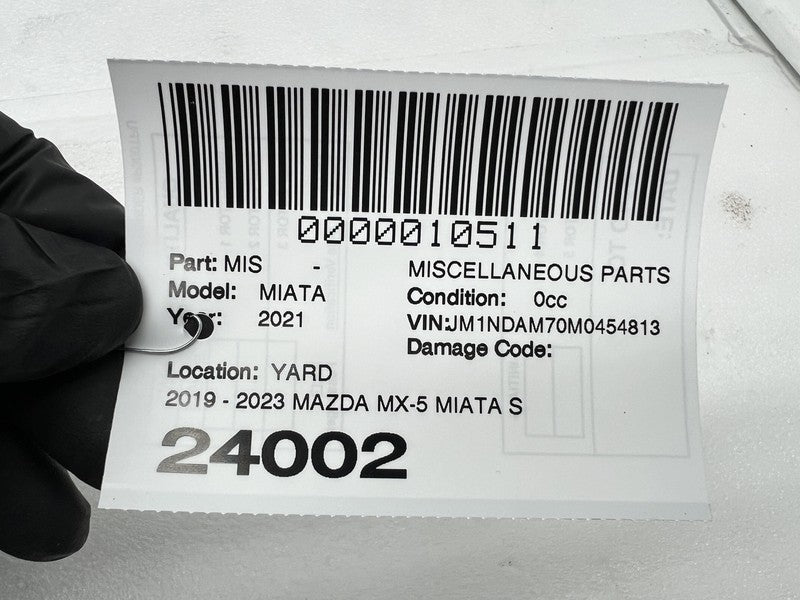 0000010511
Part: MIS - MISCELLANEOUS PARTS
Model: MIATA Condition: 0cc
Year: 2021 VIN:JM1NDAM70M0454813
Damage Code:
Location: YARD
2019 - 2023 MAZDA MX-5 MIATA S
24002